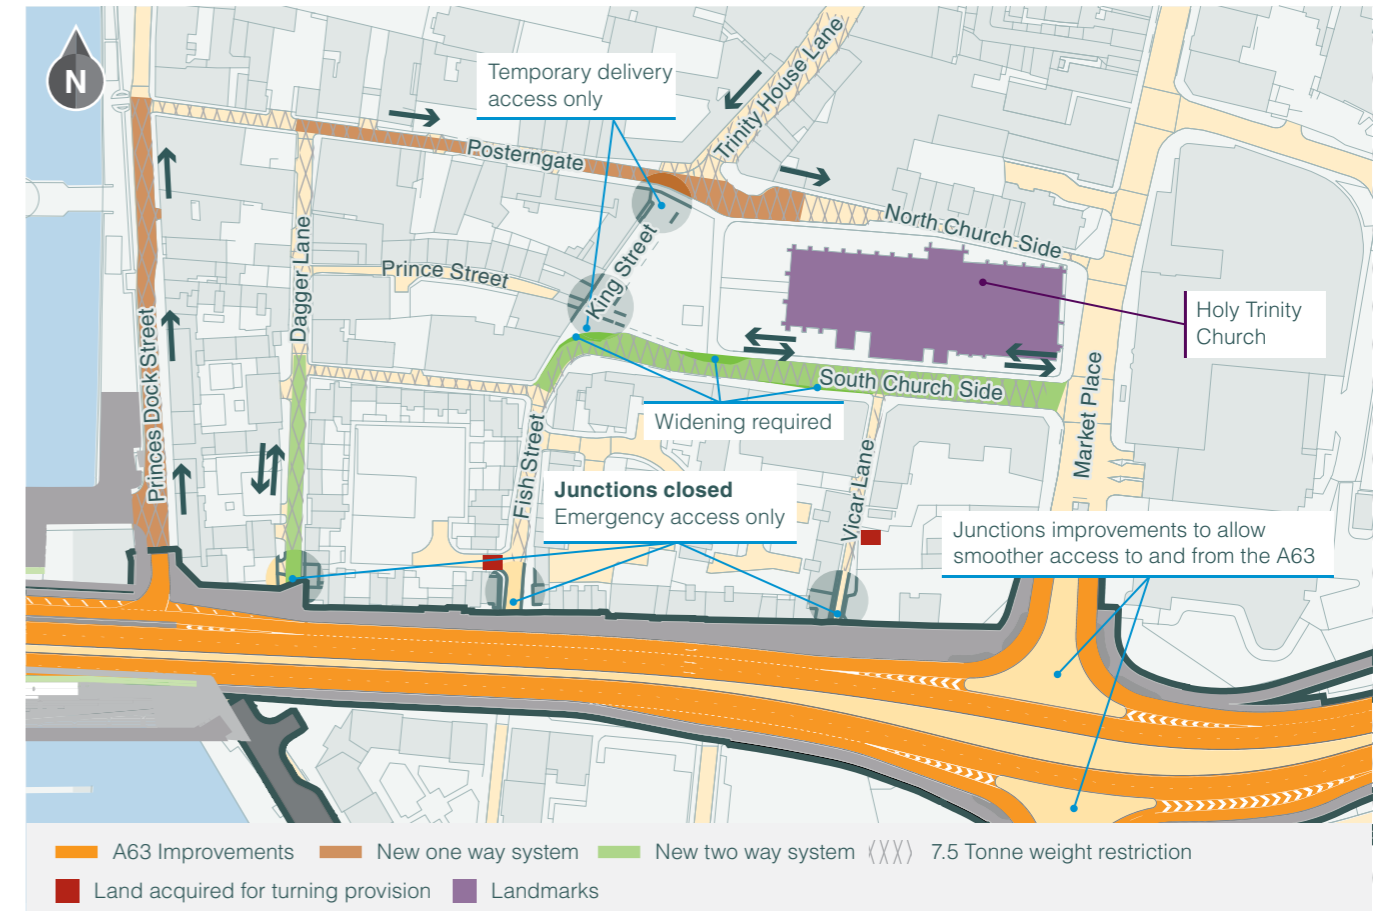 N
Temporary delivery
access only
Trinity House Lane
Posterngate
North Church Side
King Street
Prince Street
Dagger Lane
Holy Trinity
Church
Princes Dock Street
South Church Side
Market Place
Widening required
Fish Street
Vicar Lane
Junctions closed
Emergency access only
Junctions improvements to allow
smoother access to and from the A63
A63 Improvements
New one way system
New two way system
7.5 Tonne weight restriction
Land acquired for turning provision
Landmarks